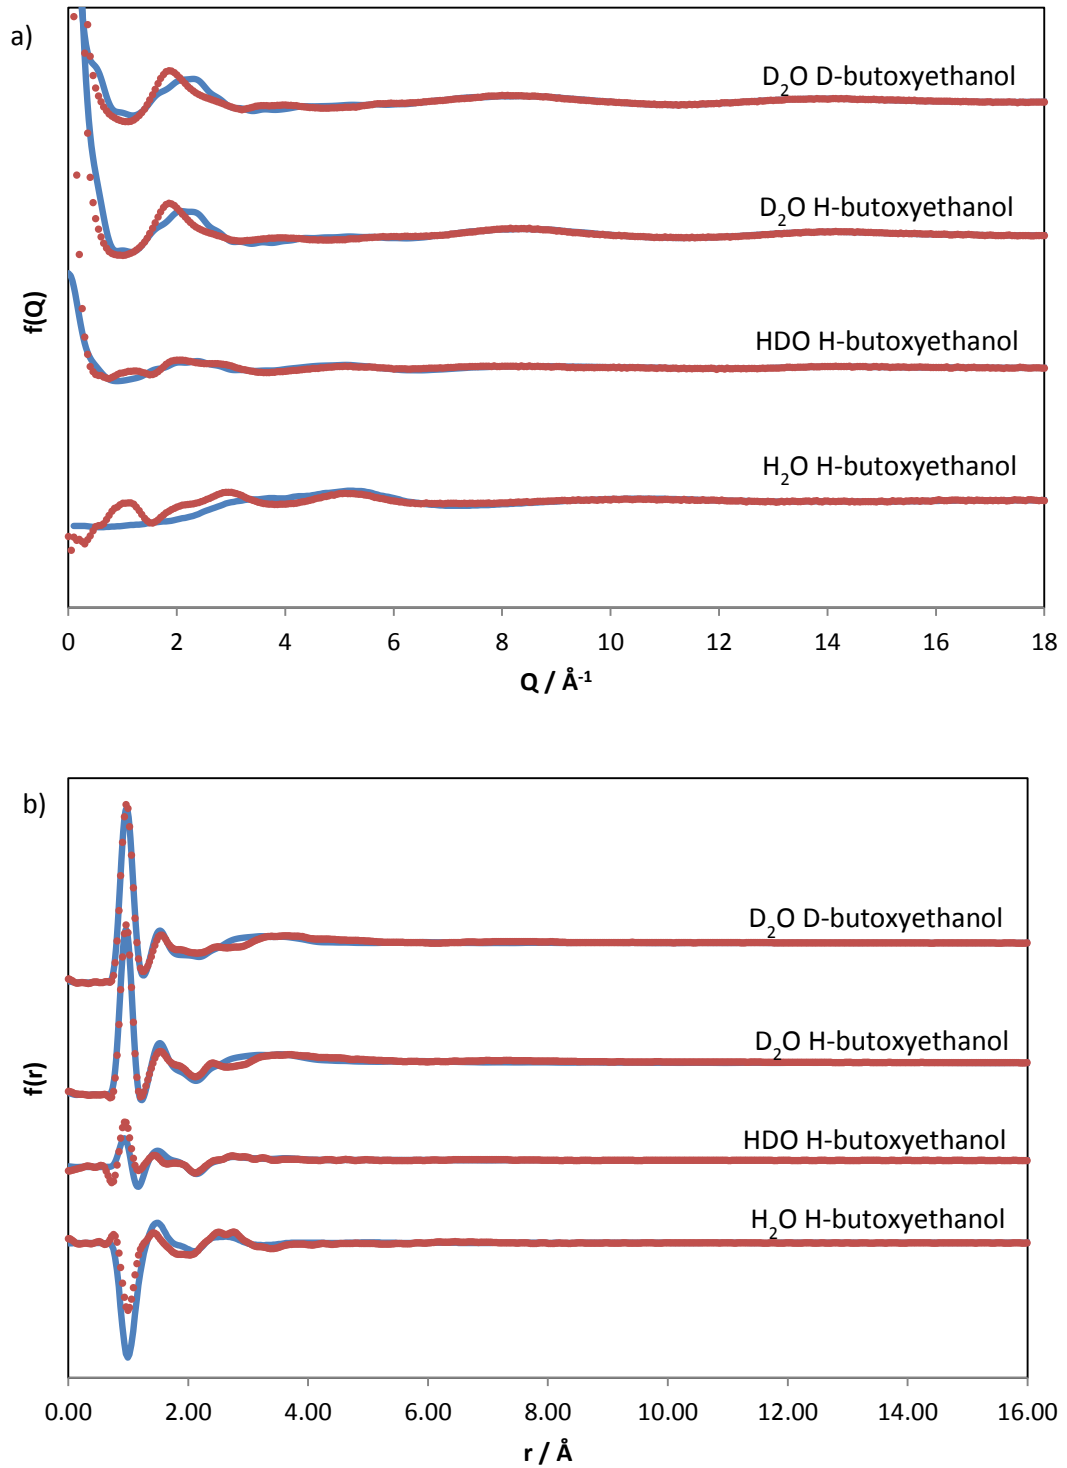 a)
D₂O D-butoxyethanol
D₂O H-butoxyethanol
HDO H-butoxyethanol
H₂O H-butoxyethanol
f(Q)
0 2 4 6 8 10 12 14 16 18
Q / Å⁻¹
b)
D₂O D-butoxyethanol
D₂O H-butoxyethanol
HDO H-butoxyethanol
H₂O H-butoxyethanol
f(r)
0.00 2.00 4.00 6.00 8.00 10.00 12.00 14.00 16.00
r / Å